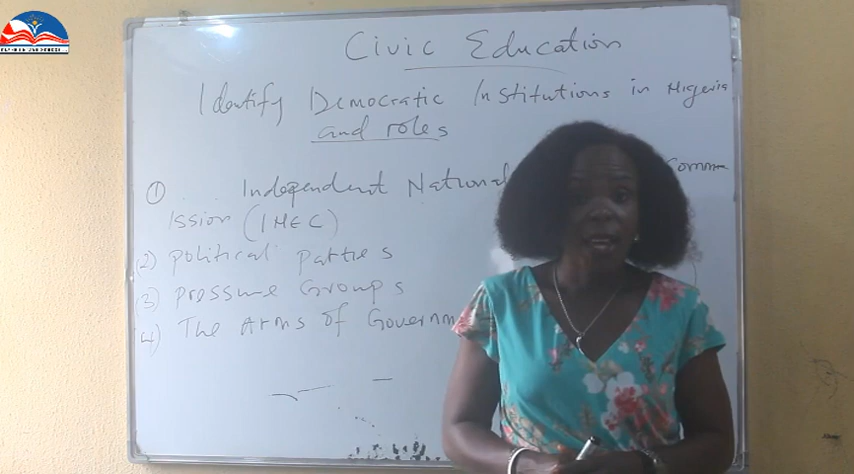 Civic Education
Identify Democratic Institutions in Nigeria
and roles
① Independent National Comm
ission (INEC)
(2) Political Parties
(3) Pressure Groups
(4) The Arms of Governm